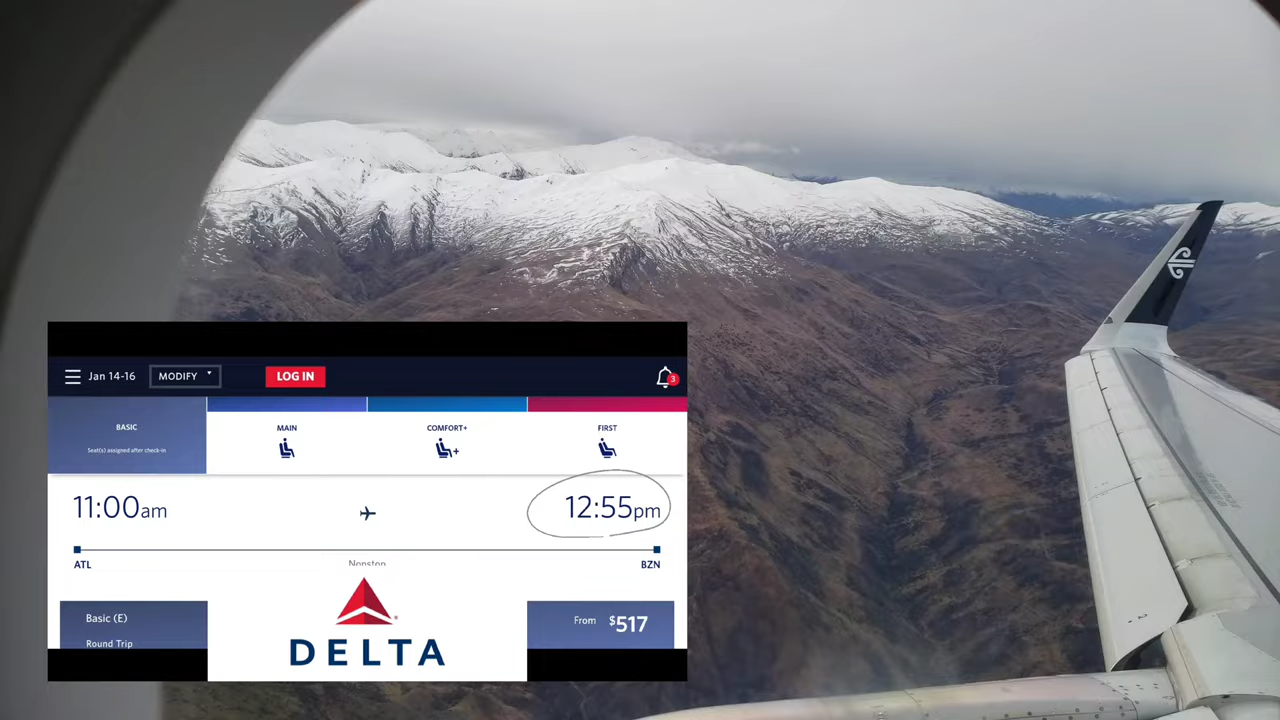 Jan 14-16
MODIFY
LOG IN
3
BASIC
Seat(s) assigned after check-in
MAIN
COMFORT+
FIRST
11:00am
12:55pm
ATL
Nonstop
BZN
Basic (E)
Round Trip
From $517
DELTA